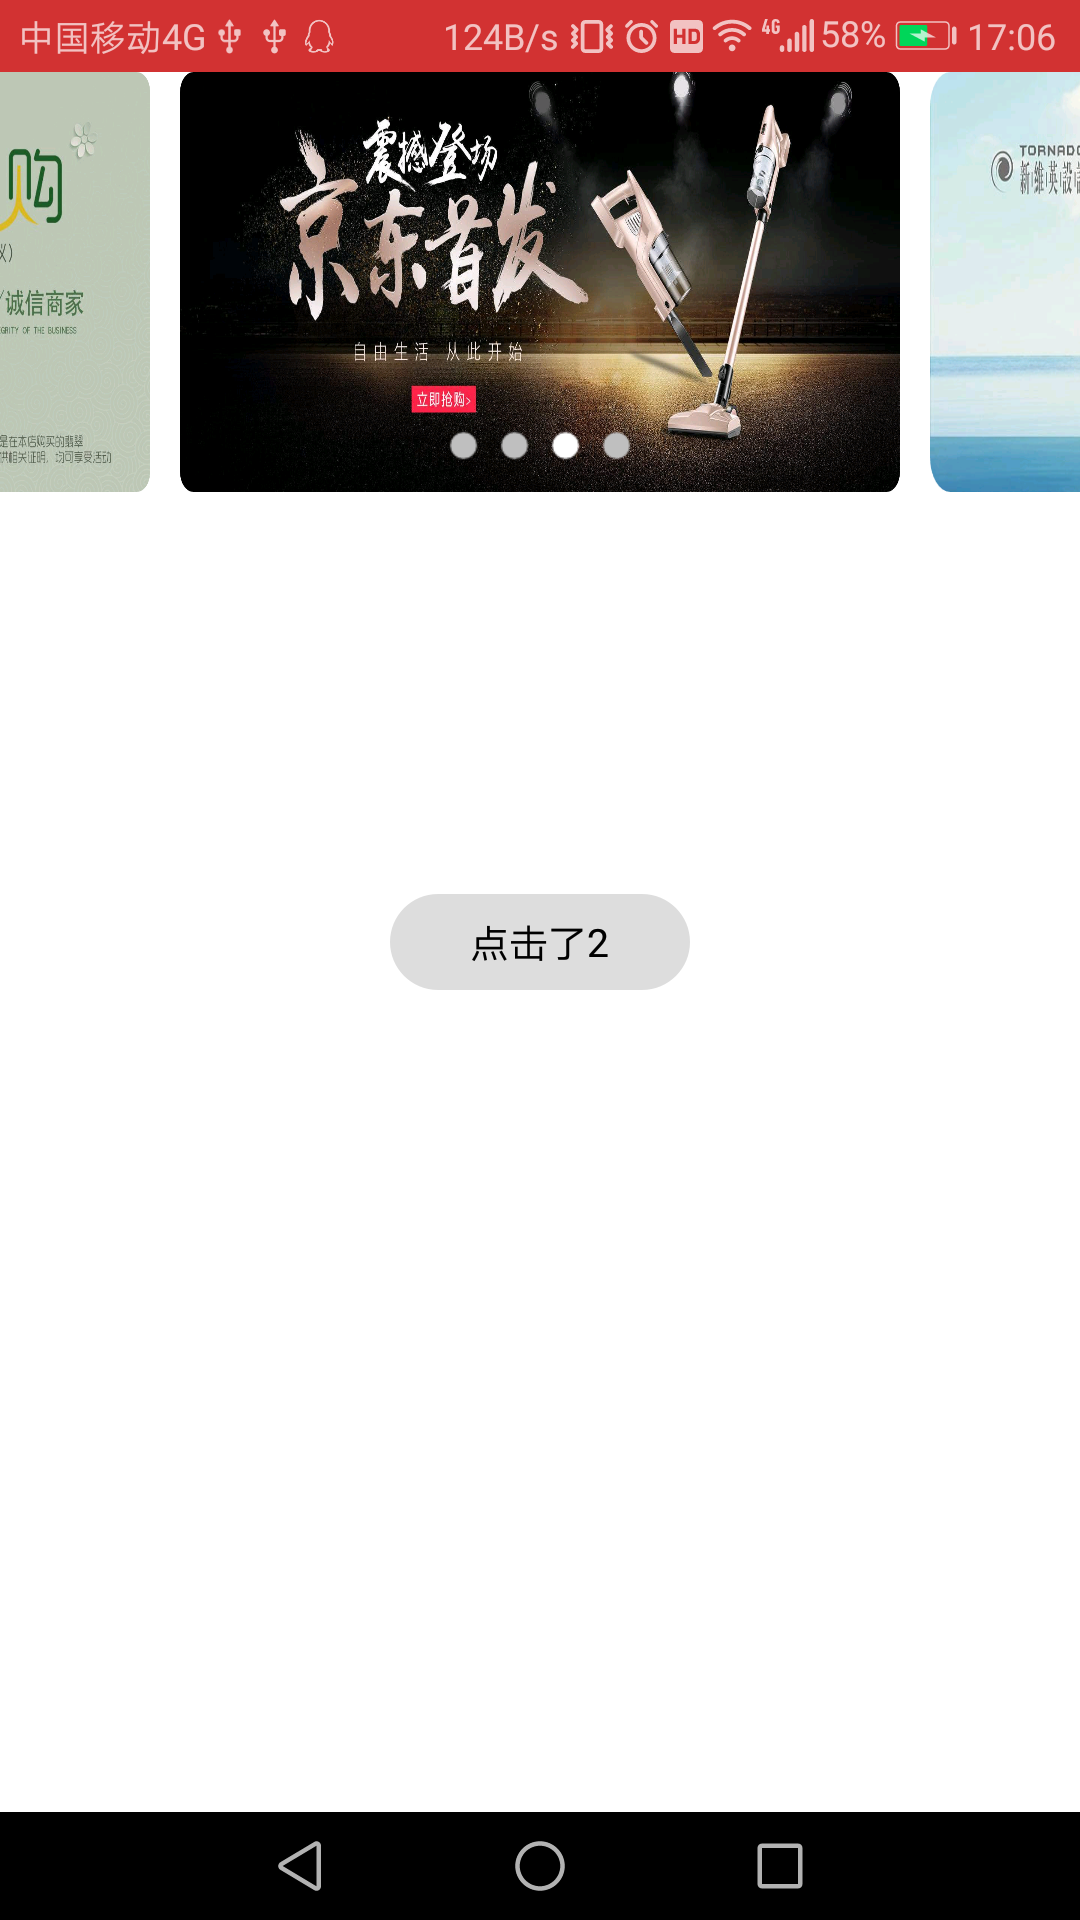 中国移动4G
124B/s HD 4G 58% 17:06
购
义)
/诚信商家
GRITY OF THE BUSINESS
是在本店购买的翡翠
供相关证明，均可享受活动
震撼登场
京东首发
自由生活 从此开始
立即抢购>
TORNADO
新維英設
点击了2